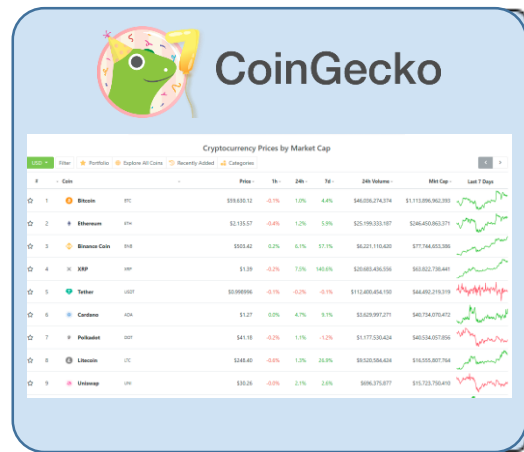 CoinGecko
Cryptocurrency Prices by Market Cap
USD Filter Portfolio Explore All Coins Recently Added Categories
# Coin Price 1h 24h 7d 24h Volume Mkt Cap Last 7 Days
1 Bitcoin BTC $59,630.12 -0.1% 1.0% 4.4% $46,036,274,374 $1,113,896,962,593
2 Ethereum ETH $2,135.57 -0.4% 1.2% 5.9% $25,199,333,187 $246,450,863,371
3 Binance Coin BNB $503.42 0.2% 6.1% 57.1% $6,221,110,420 $77,744,653,386
4 XRP XRP $1.39 -0.2% 7.5% 140.6% $20,683,436,556 $63,822,738,441
5 Tether USDT $0.998996 -0.1% -0.2% -0.1% $112,400,454,100 $44,492,219,319
6 Cardano ADA $1.27 0.0% 4.7% 9.1% $3,629,997,271 $40,734,070,472
7 Polkadot DOT $41.18 -0.2% 1.1% -1.2% $1,177,530,424 $40,534,057,856
8 Litecoin LTC $248.40 -0.8% 1.3% 20.9% $9,520,564,424 $16,555,807,764
9 Uniswap UNI $30.26 -0.0% 2.1% 2.6% $696,375,877 $15,723,750,410